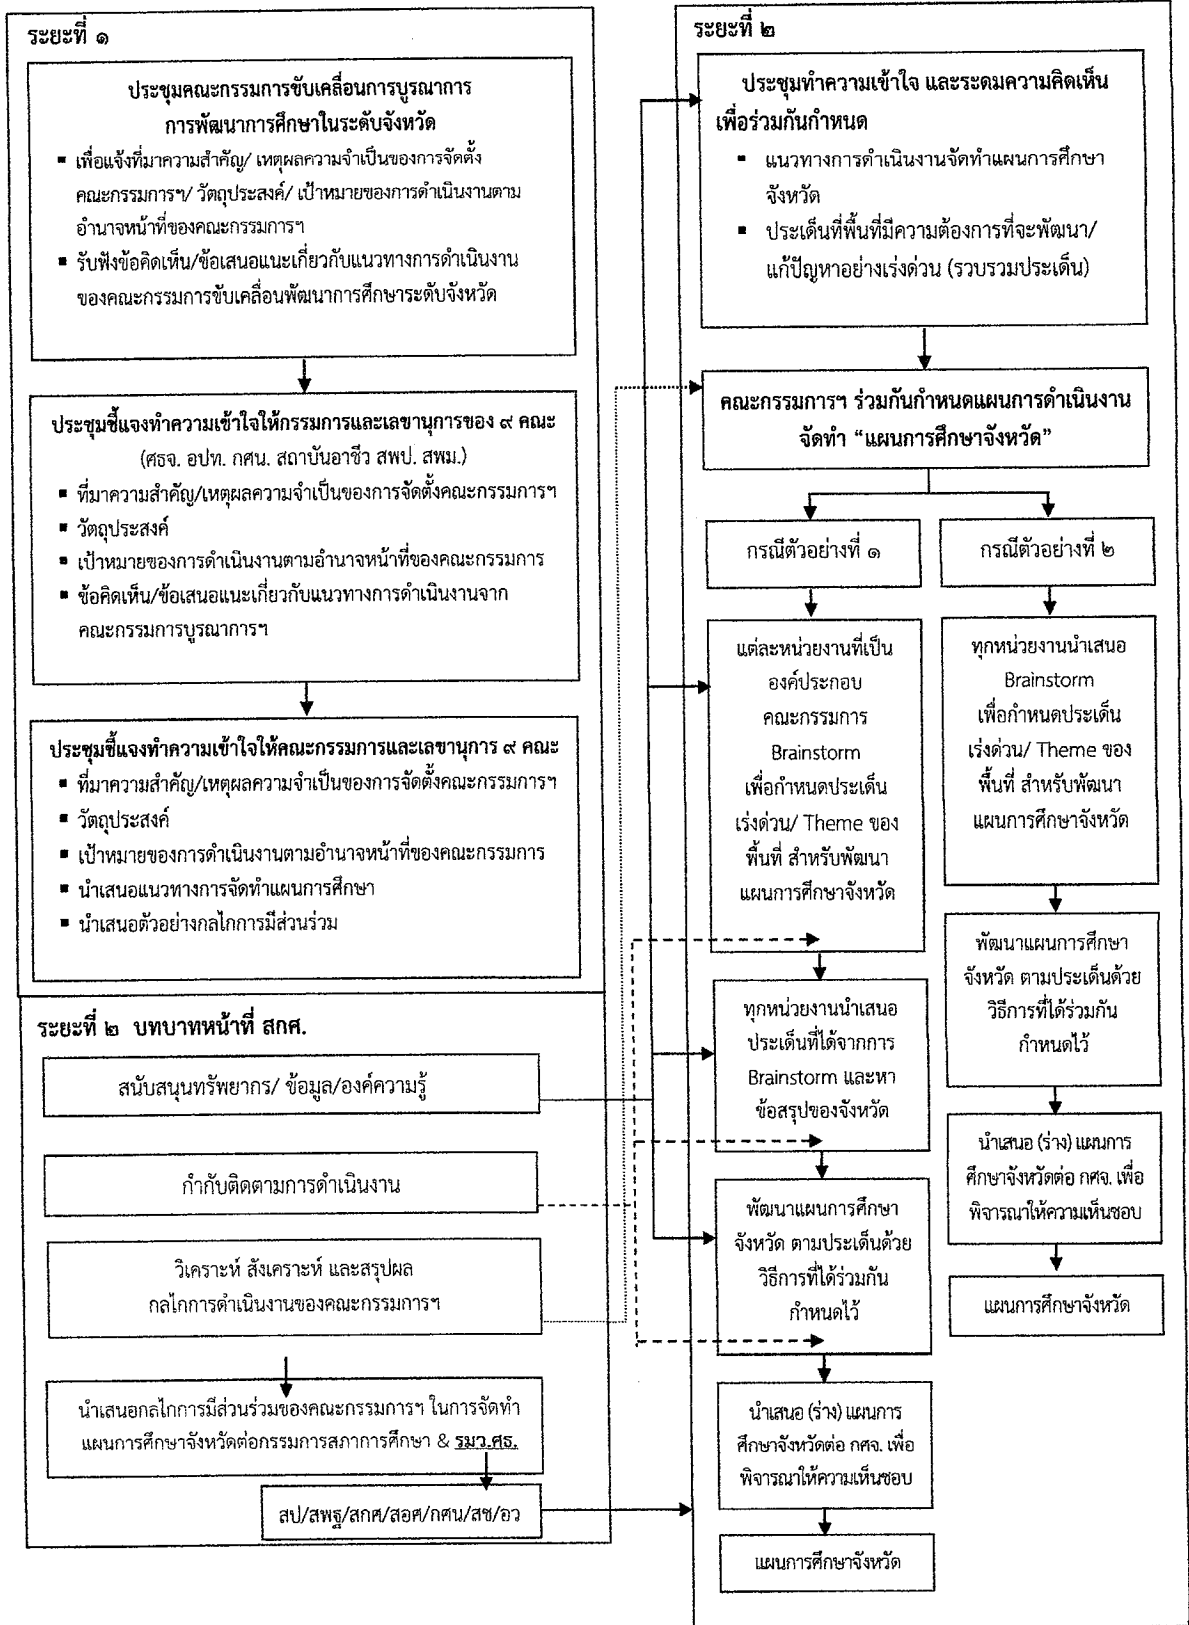 ระยะที่ ๑
ประชุมคณะกรรมการขับเคลื่อนการบูรณาการ
การพัฒนาการศึกษาในระดับจังหวัด
▪ เพื่อแจ้งที่มาความสำคัญ/ เหตุผลความจำเป็นของการจัดตั้ง
คณะกรรมการฯ/ วัตถุประสงค์/ เป้าหมายของการดำเนินงานตาม
อำนาจหน้าที่ของคณะกรรมการฯ
▪ รับฟังข้อคิดเห็น/ข้อเสนอแนะเกี่ยวกับแนวทางการดำเนินงาน
ของคณะกรรมการขับเคลื่อนพัฒนาการศึกษาระดับจังหวัด
ประชุมชี้แจงทำความเข้าใจให้กรรมการและเลขานุการของ ๙ คณะ
(ศธจ. อปท. กศน. สถาบันอาชีว สพป. สพม.)
▪ ที่มาความสำคัญ/เหตุผลความจำเป็นของการจัดตั้งคณะกรรมการฯ
▪ วัตถุประสงค์
▪ เป้าหมายของการดำเนินงานตามอำนาจหน้าที่ของคณะกรรมการ
▪ ข้อคิดเห็น/ข้อเสนอแนะเกี่ยวกับแนวทางการดำเนินงานจาก
คณะกรรมการบูรณาการฯ
ประชุมชี้แจงทำความเข้าใจให้คณะกรรมการและเลขานุการ ๙ คณะ
▪ ที่มาความสำคัญ/เหตุผลความจำเป็นของการจัดตั้งคณะกรรมการฯ
▪ วัตถุประสงค์
▪ เป้าหมายของการดำเนินงานตามอำนาจหน้าที่ของคณะกรรมการ
▪ นำเสนอแนวทางการจัดทำแผนการศึกษา
▪ นำเสนอตัวอย่างกลไกการมีส่วนร่วม
ระยะที่ ๒ บทบาทหน้าที่ สกศ.
สนับสนุนทรัพยากร/ ข้อมูล/องค์ความรู้
กำกับติดตามการดำเนินงาน
วิเคราะห์ สังเคราะห์ และสรุปผล
กลไกการดำเนินงานของคณะกรรมการฯ
นำเสนอกลไกการมีส่วนร่วมของคณะกรรมการฯ ในการจัดทำ
แผนการศึกษาจังหวัดต่อกรรมการสภาการศึกษา & รมว.ศธ.
สป/สพฐ/สกศ/สอศ/กศน/สช/อว
ระยะที่ ๒
ประชุมทำความเข้าใจ และระดมความคิดเห็น
เพื่อร่วมกันกำหนด
▪ แนวทางการดำเนินงานจัดทำแผนการศึกษา
จังหวัด
▪ ประเด็นที่พื้นที่มีความต้องการที่จะพัฒนา/
แก้ปัญหาอย่างเร่งด่วน (รวบรวมประเด็น)
คณะกรรมการฯ ร่วมกันกำหนดแผนการดำเนินงาน
จัดทำ “แผนการศึกษาจังหวัด”
กรณีตัวอย่างที่ ๑
แต่ละหน่วยงานที่เป็น
องค์ประกอบ
คณะกรรมการ
Brainstorm
เพื่อกำหนดประเด็น
เร่งด่วน/ Theme ของ
พื้นที่ สำหรับพัฒนา
แผนการศึกษาจังหวัด
ทุกหน่วยงานนำเสนอ
ประเด็นที่ได้จากการ
Brainstorm และหา
ข้อสรุปของจังหวัด
พัฒนาแผนการศึกษา
จังหวัด ตามประเด็นด้วย
วิธีการที่ได้ร่วมกัน
กำหนดไว้
นำเสนอ (ร่าง) แผนการ
ศึกษาจังหวัดต่อ กศจ. เพื่อ
พิจารณาให้ความเห็นชอบ
แผนการศึกษาจังหวัด
กรณีตัวอย่างที่ ๒
ทุกหน่วยงานนำเสนอ
Brainstorm
เพื่อกำหนดประเด็น
เร่งด่วน/ Theme ของ
พื้นที่ สำหรับพัฒนา
แผนการศึกษาจังหวัด
พัฒนาแผนการศึกษา
จังหวัด ตามประเด็นด้วย
วิธีการที่ได้ร่วมกัน
กำหนดไว้
นำเสนอ (ร่าง) แผนการ
ศึกษาจังหวัดต่อ กศจ. เพื่อ
พิจารณาให้ความเห็นชอบ
แผนการศึกษาจังหวัด